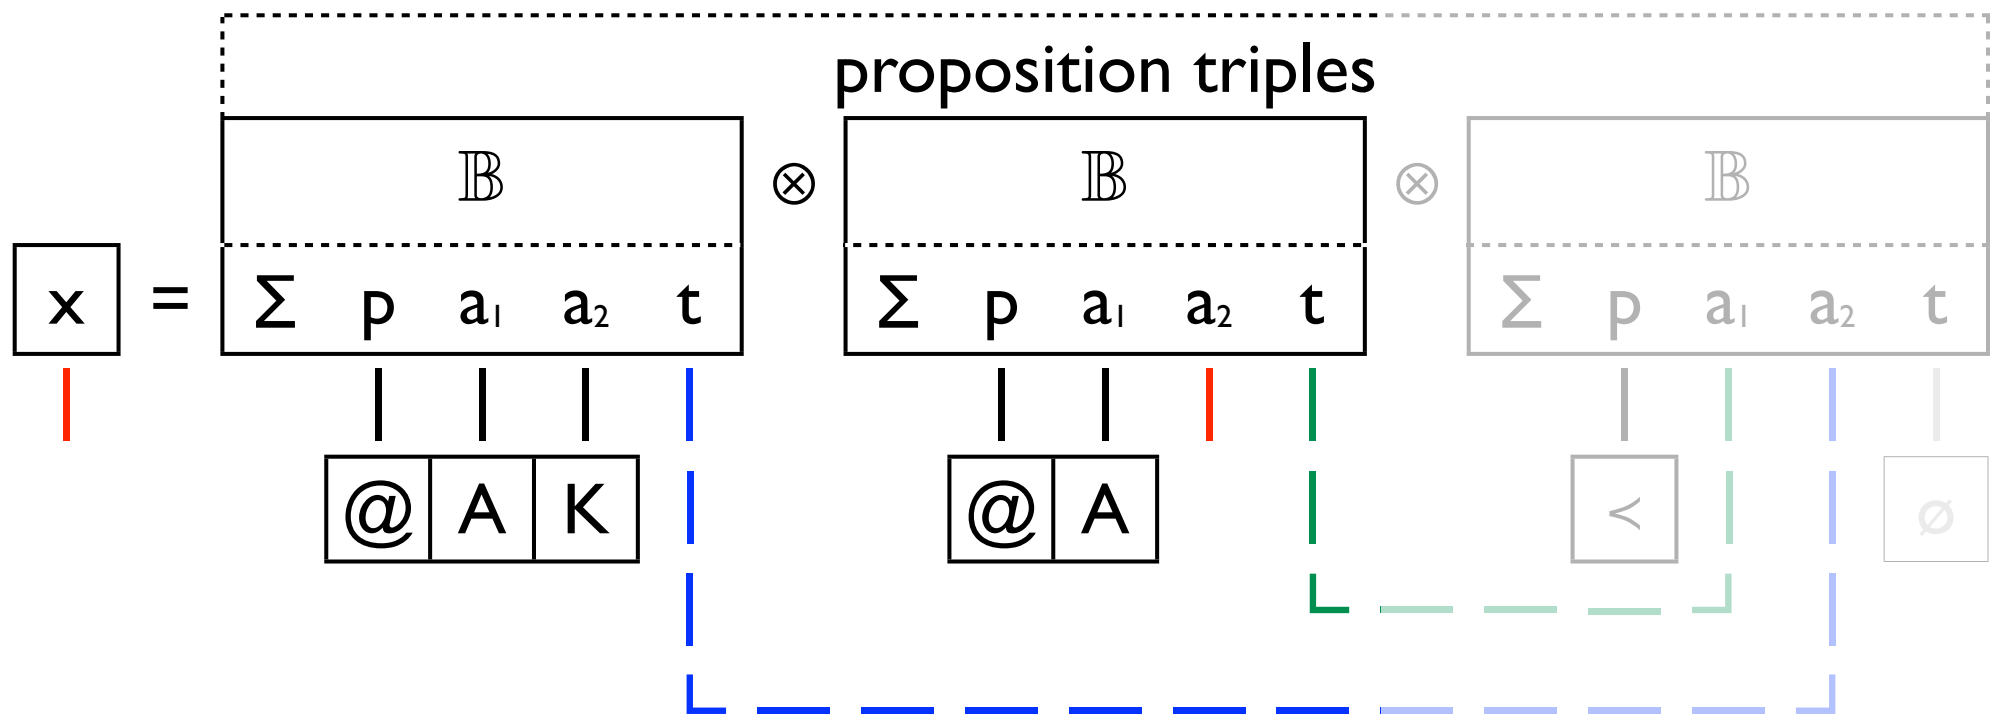 proposition triples
𝔹 ⊗ 𝔹 ⊗ 𝔹
x = Σ p a₁ a₂ t Σ p a₁ a₂ t Σ p a₁ a₂ t
@ A K @ A ≺ ø